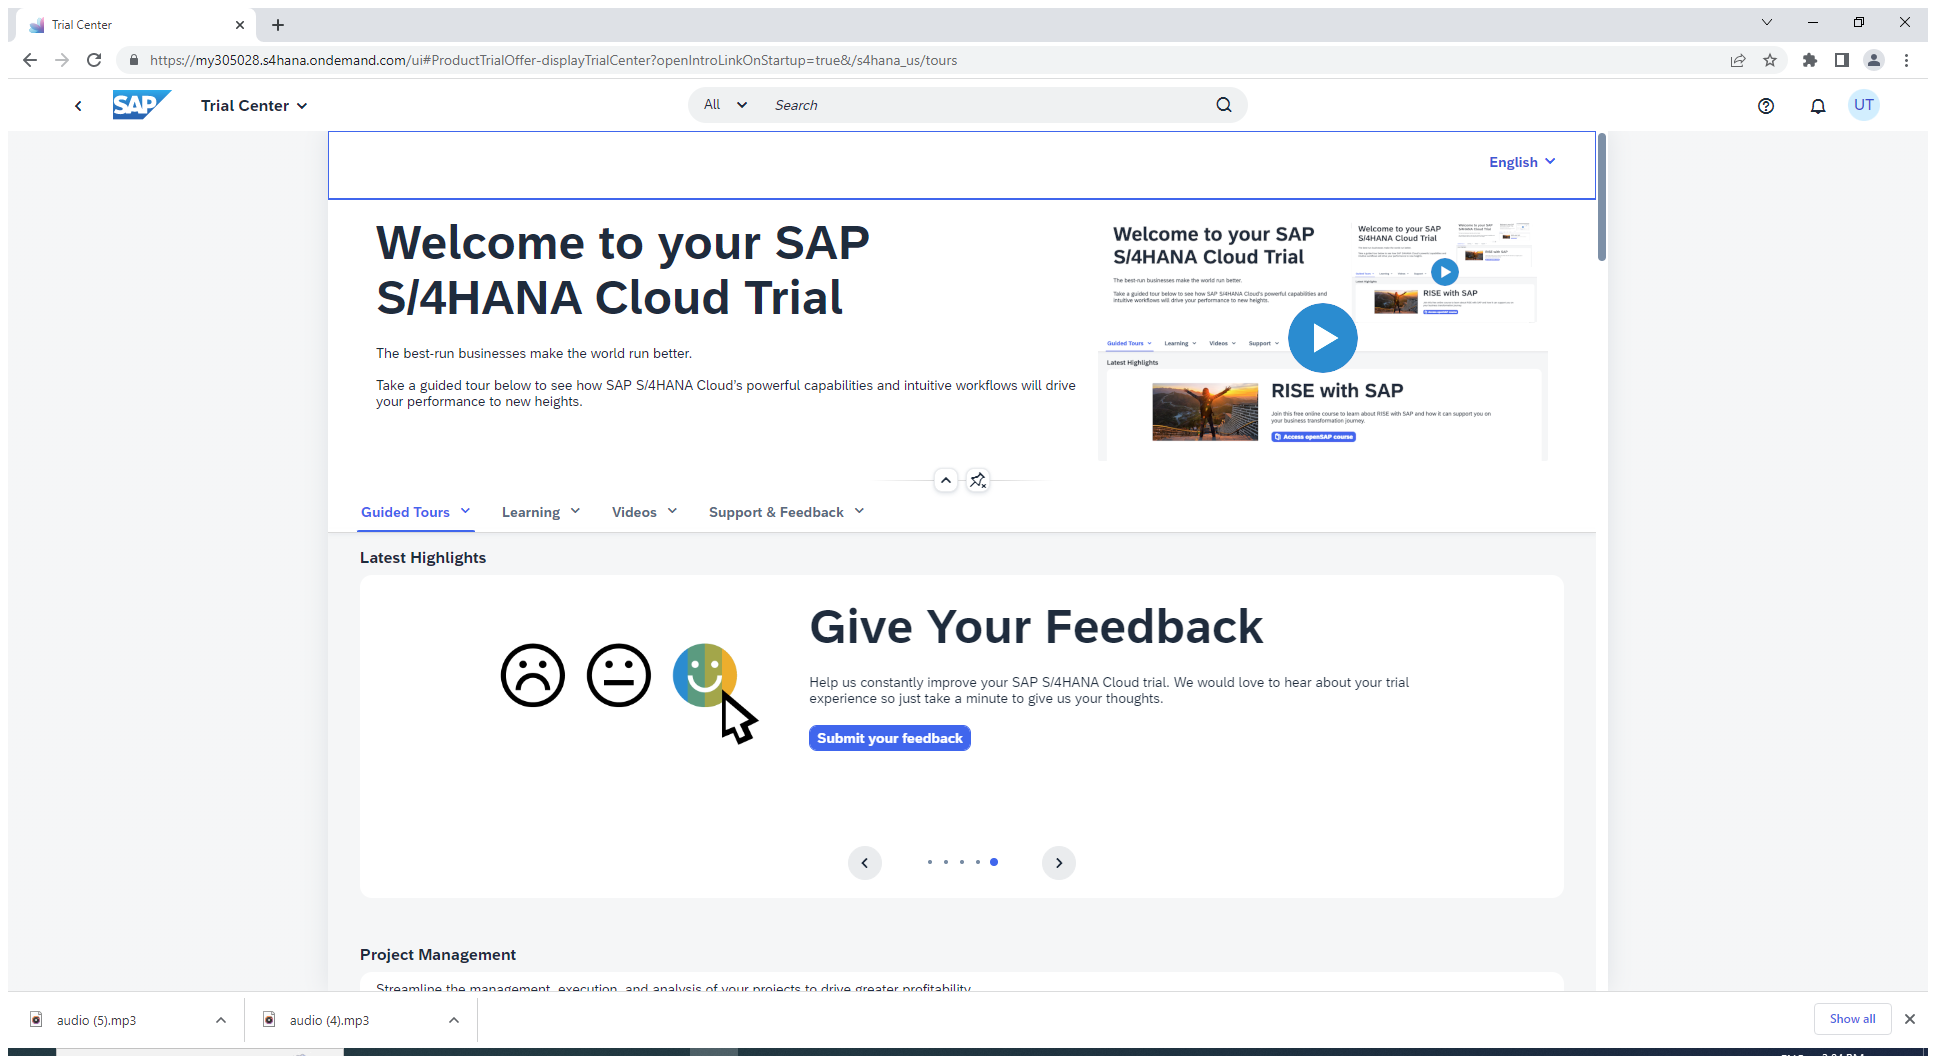 Trial Center
https://my305028.s4hana.ondemand.com/ui#ProductTrialOffer-displayTrialCenter?openIntroLinkOnStartup=true&/s4hana_us/tours
SAP Trial Center
All Search
UT
English
Welcome to your SAP
S/4HANA Cloud Trial
The best-run businesses make the world run better.
Take a guided tour below to see how SAP S/4HANA Cloud's powerful capabilities and intuitive workflows will drive
your performance to new heights.
Welcome to your SAP
S/4HANA Cloud Trial
The best-run businesses make the world run better.
Take a guided tour below to see how SAP S/4HANA Cloud's powerful capabilities and
intuitive workflows will drive your performance to new heights.
Guided Tours Learning Videos Support
Latest Highlights
RISE with SAP
Join this free online course to learn about RISE with SAP and how it can support you on
your business transformation journey.
Access openSAP course
Welcome to your SAP
S/4HANA Cloud Trial
RISE with SAP
Guided Tours Learning Videos Support & Feedback
Latest Highlights
Give Your Feedback
Help us constantly improve your SAP S/4HANA Cloud trial. We would love to hear about your trial
experience so just take a minute to give us your thoughts.
Submit your feedback
Project Management
Streamline the management, execution, and analysis of your projects to drive greater profitability
audio (5).mp3
audio (4).mp3
Show all